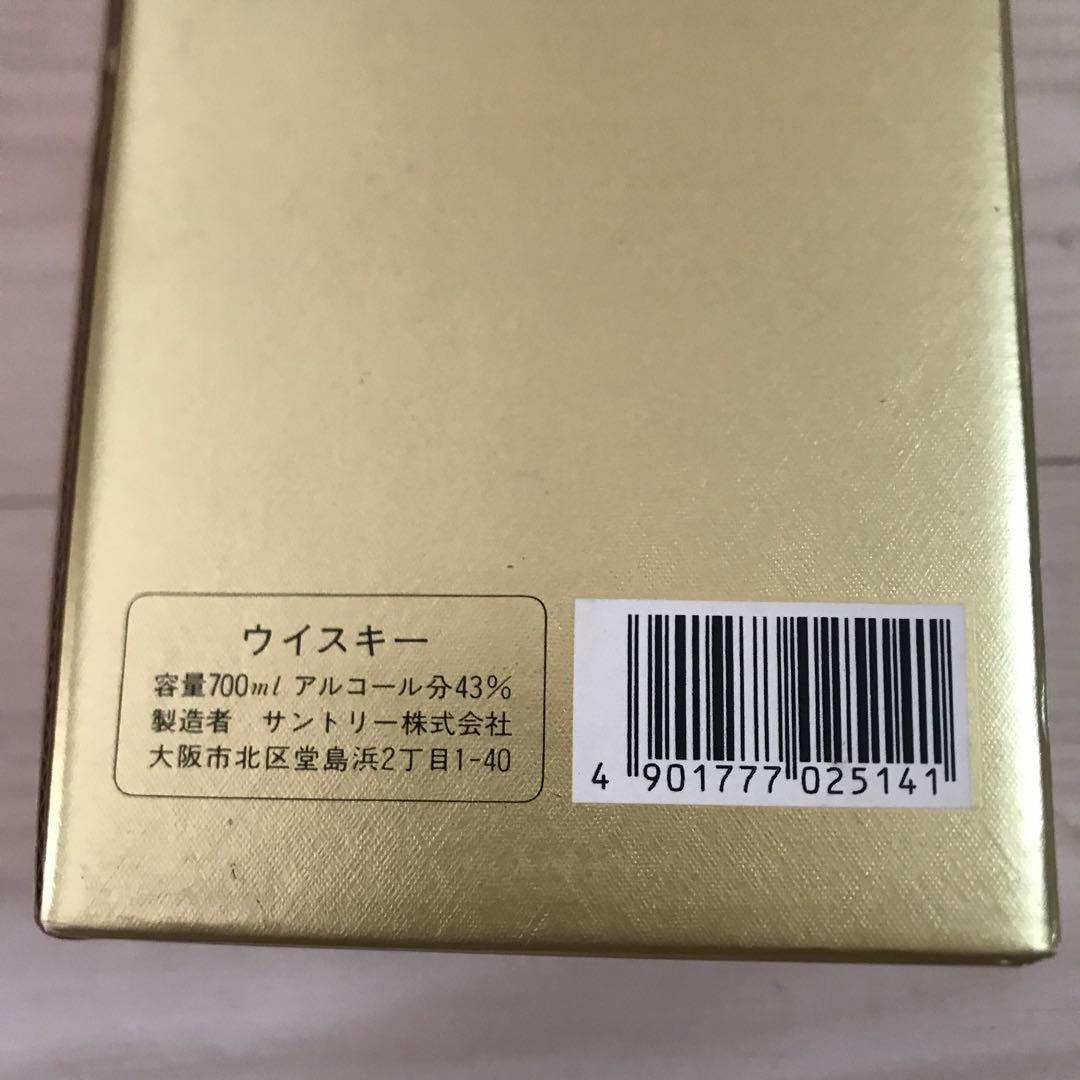 ウイスキー
容量700ml アルコール分43%
製造者 サントリー株式会社
大阪市北区堂島浜2丁目1-40
4 901777 025141